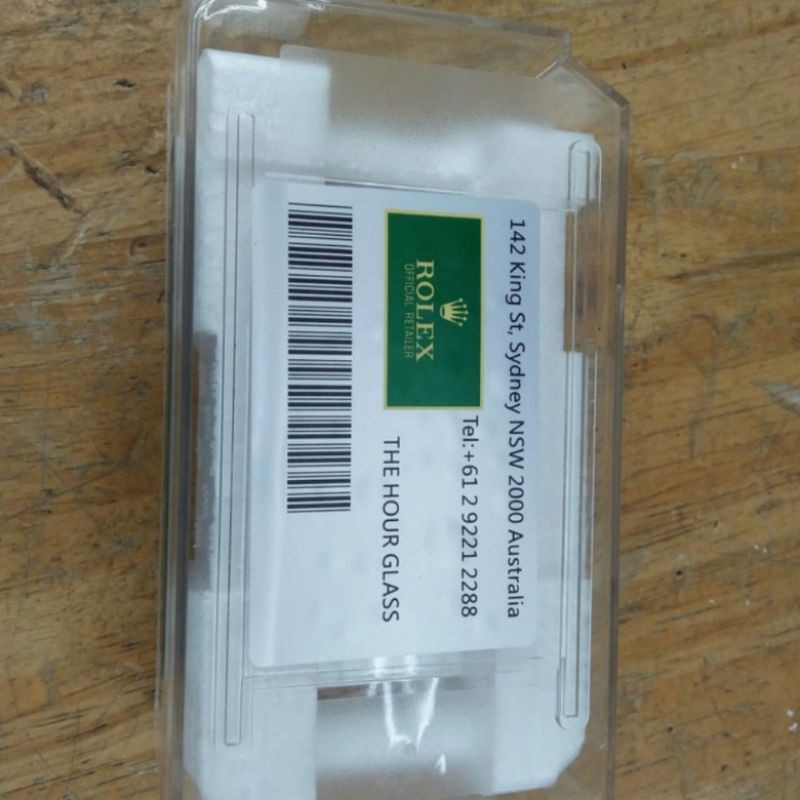 142 King St, Sydney NSW 2000 Australia
ROLEX
OFFICIAL RETAILER
Tel:+61 2 9221 2288
THE HOUR GLASS